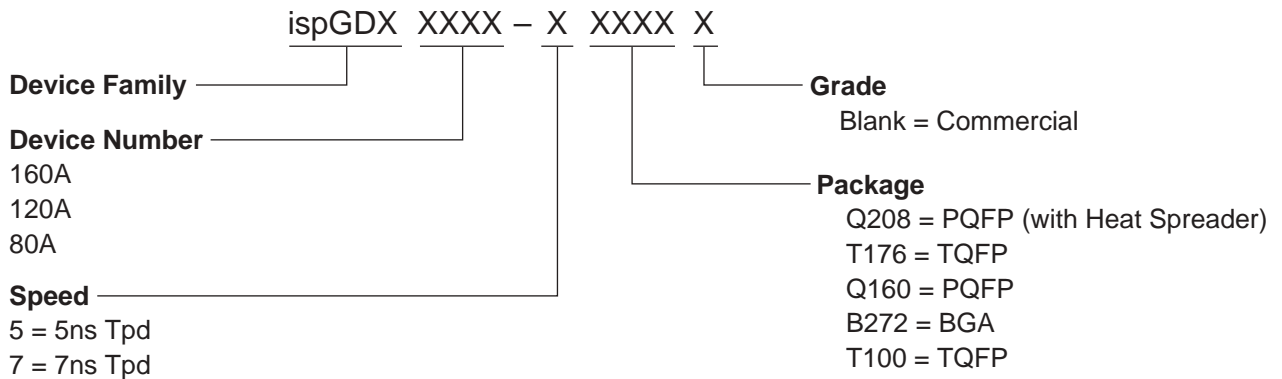 ispGDX XXXX – X XXXX X
Device Family
Device Number
160A
120A
80A
Speed
5 = 5ns Tpd
7 = 7ns Tpd
Grade
Blank = Commercial
Package
Q208 = PQFP (with Heat Spreader)
T176 = TQFP
Q160 = PQFP
B272 = BGA
T100 = TQFP